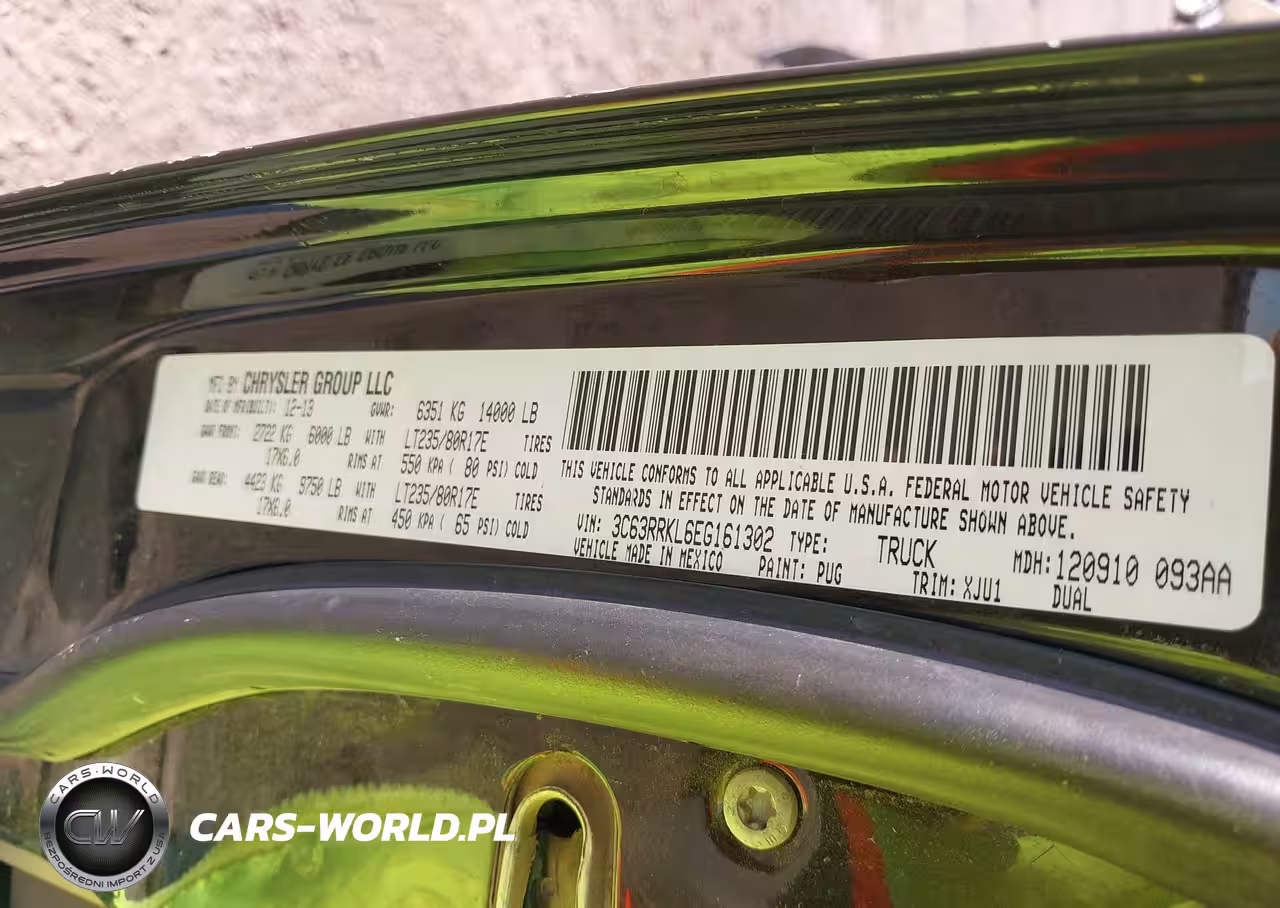 MFD BY CHRYSLER GROUP LLC
DATE OF MFR(BUILT): 12-13 GVWR: 6351 KG 14000 LB
GAWR FRONT: 2722 KG 6000 LB WITH LT235/80R17E TIRES
17X6.0 RIMS AT 550 KPA ( 80 PSI) COLD
GAWR REAR: 4423 KG 9750 LB WITH LT235/80R17E TIRES
17X6.0 RIMS AT 450 KPA ( 65 PSI) COLD
THIS VEHICLE CONFORMS TO ALL APPLICABLE U.S.A. FEDERAL MOTOR VEHICLE SAFETY
STANDARDS IN EFFECT ON THE DATE OF MANUFACTURE SHOWN ABOVE.
VIN: 3C63RRKL6EG161302 TYPE: TRUCK MDH: 120910 093AA
VEHICLE MADE IN MEXICO PAINT: PUG TRIM: XJU1 DUAL
CARS-WORLD
CW
BEZPOŚREDNI IMPORT Z USA
CARS-WORLD.PL